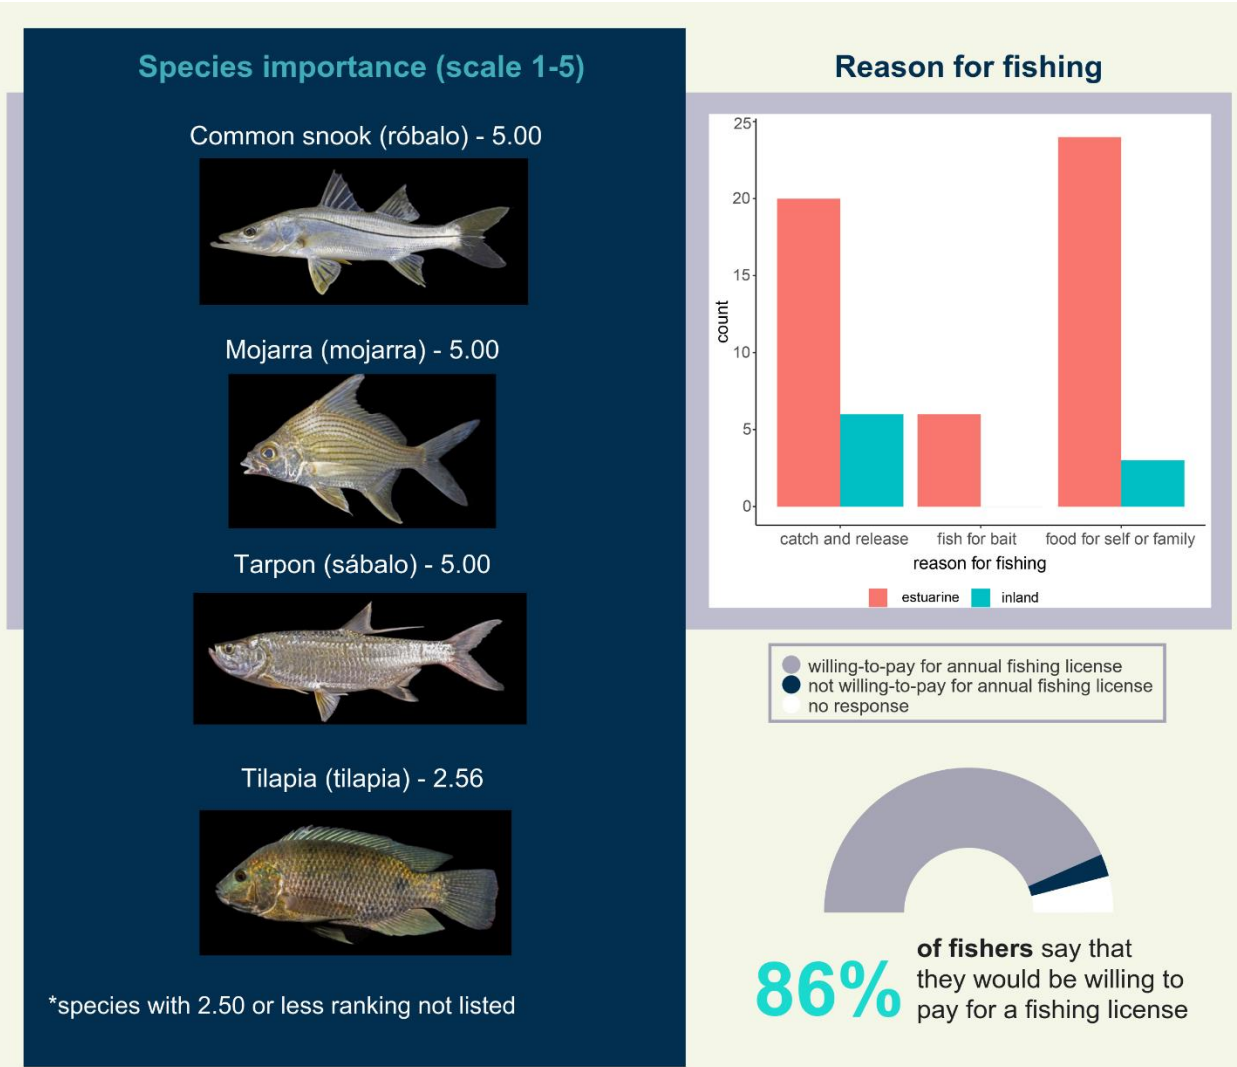 Species importance (scale 1-5)
Common snook (róbalo) - 5.00
Mojarra (mojarra) - 5.00
Tarpon (sábalo) - 5.00
Tilapia (tilapia) - 2.56
*species with 2.50 or less ranking not listed
Reason for fishing
25
20
15
10
5
0
count
catch and release
fish for bait
food for self or family
reason for fishing
estuarine
inland
willing-to-pay for annual fishing license
not willing-to-pay for annual fishing license
no response
86%
of fishers say that
they would be willing to
pay for a fishing license